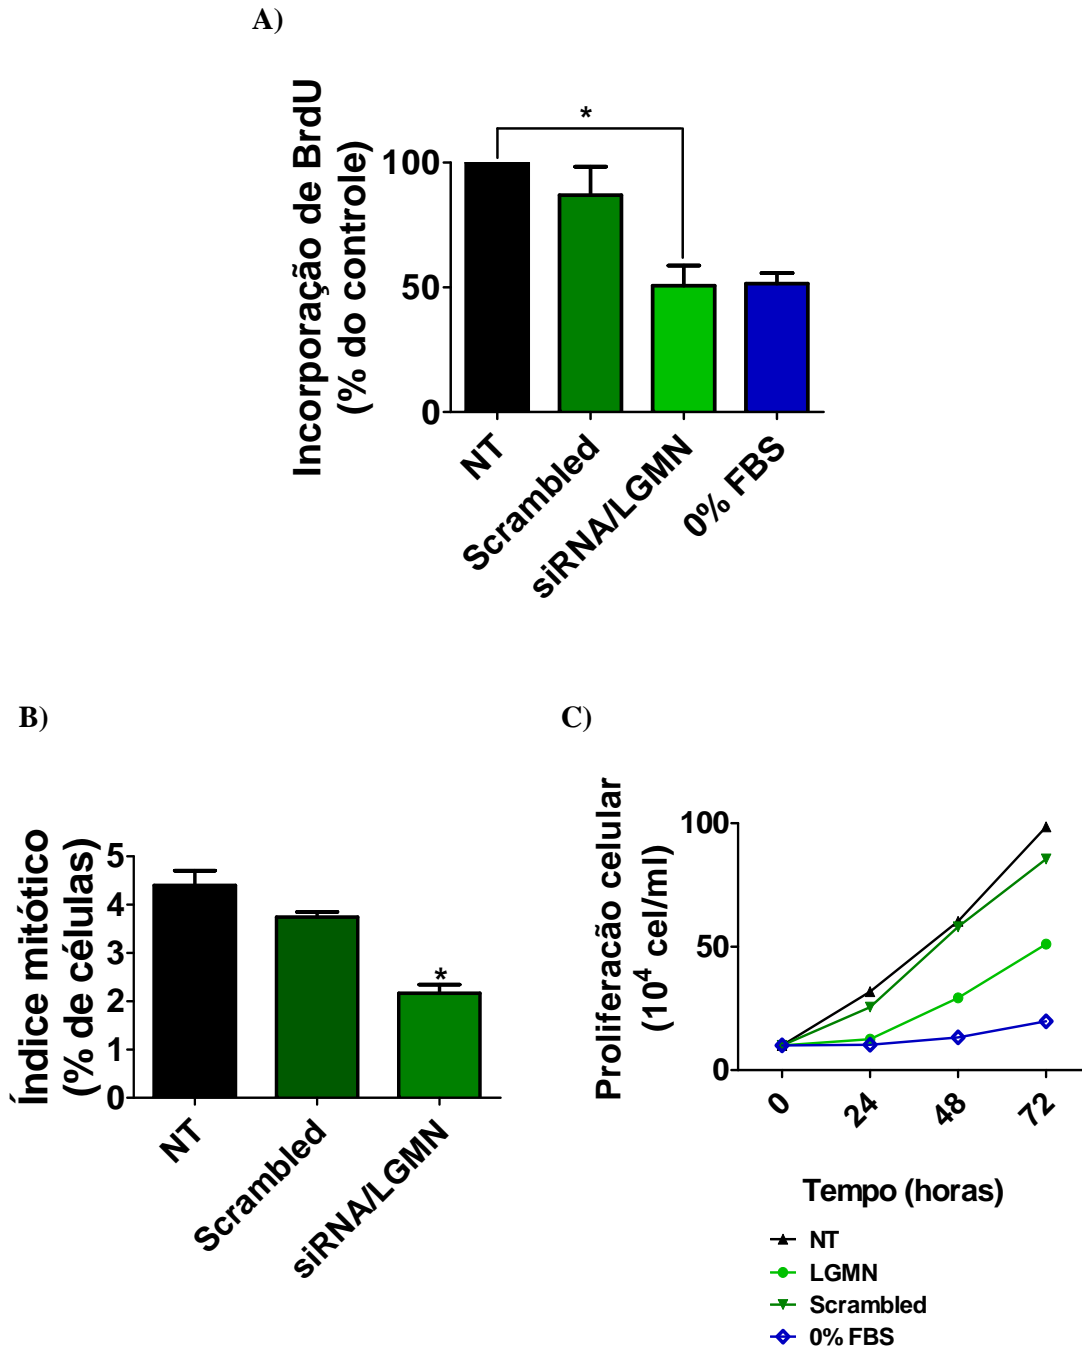 A)
Incorporação de BrdU
(% do controle)
*
100
50
0
NT
Scrambled
siRNA/LGMN
0% FBS
B)
Índice mitótico
(% de células)
5
4
3
2
1
0
*
NT
Scrambled
siRNA/LGMN
C)
Proliferação celular
(10⁴ cel/ml)
100
50
0
0
24
48
72
Tempo (horas)
NT
LGMN
Scrambled
0% FBS